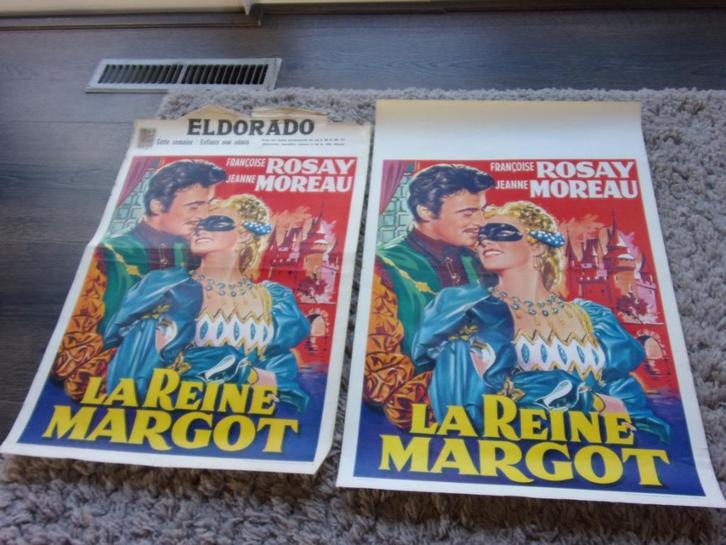 ELDORADO
Cette semaine : Enfants non admis
FRANÇOISE ROSAY
JEANNE MOREAU
LA REINE
MARGOT
FRANÇOISE ROSAY
JEANNE MOREAU
LA REINE
MARGOT